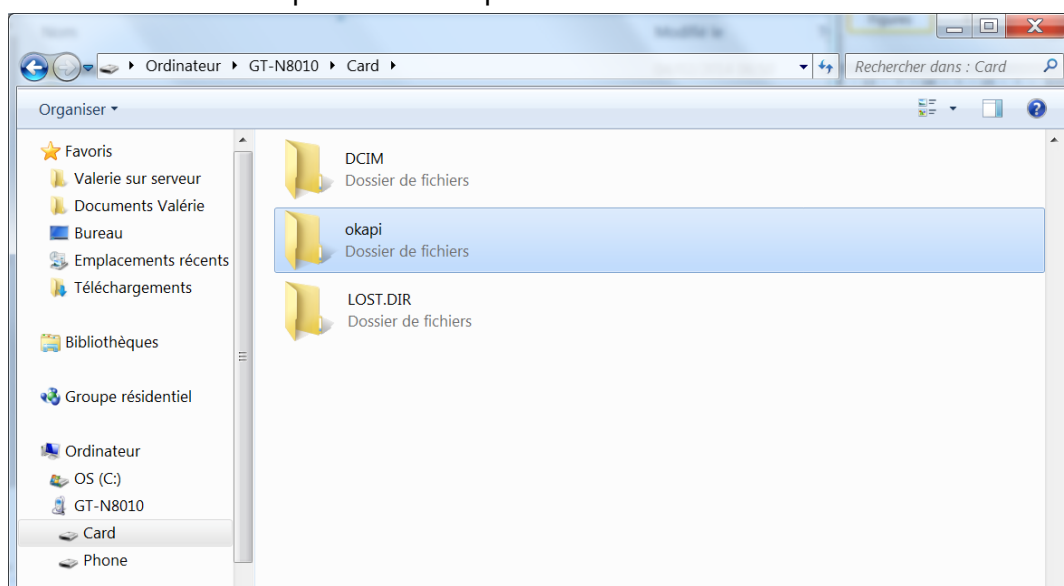 Ordinateur GT-N8010 Card
Rechercher dans : Card
Organiser
Favoris
Valerie sur serveur
Documents Valérie
Bureau
Emplacements récents
Téléchargements
Bibliothèques
Groupe résidentiel
Ordinateur
OS (C:)
GT-N8010
Card
Phone
DCIM
Dossier de fichiers
okapi
Dossier de fichiers
LOST.DIR
Dossier de fichiers